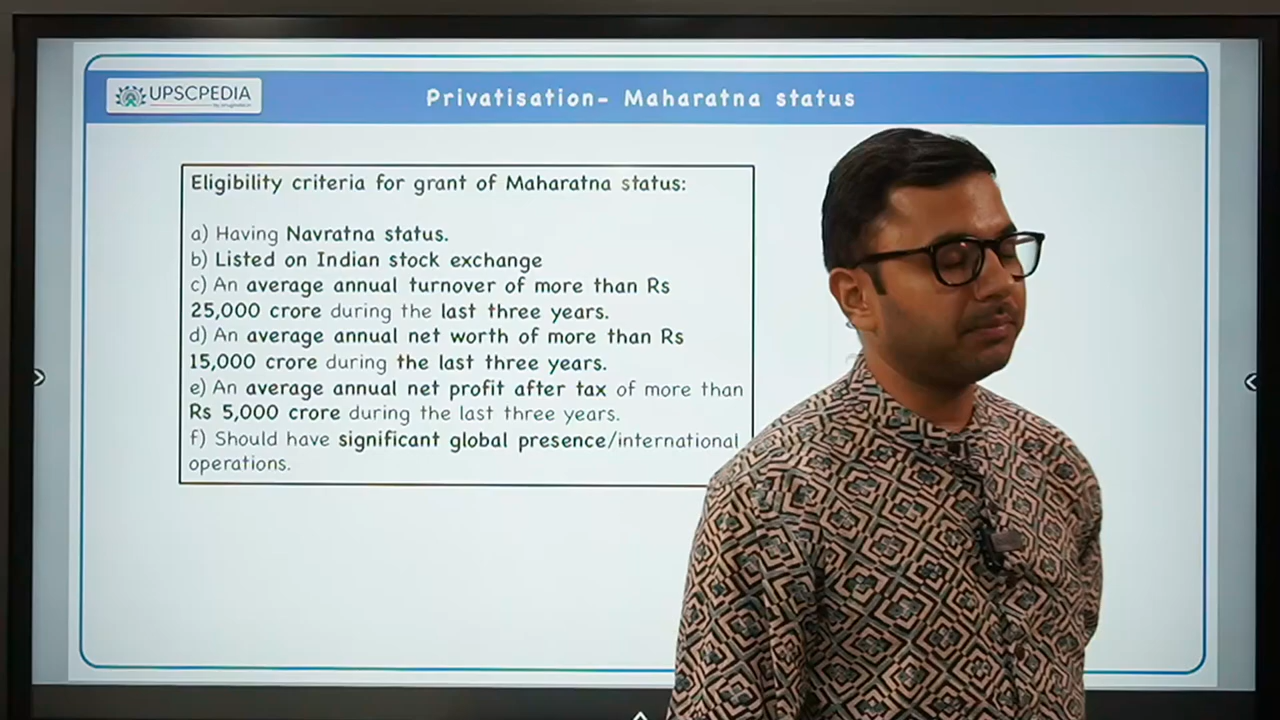 UPSCPEDIA
Privatisation- Maharatna status
Eligibility criteria for grant of Maharatna status:
a) Having Navratna status.
b) Listed on Indian stock exchange
c) An average annual turnover of more than Rs
25,000 crore during the last three years.
d) An average annual net worth of more than Rs
15,000 crore during the last three years.
e) An average annual net profit after tax of more than
Rs 5,000 crore during the last three years.
f) Should have significant global presence/international
operations.